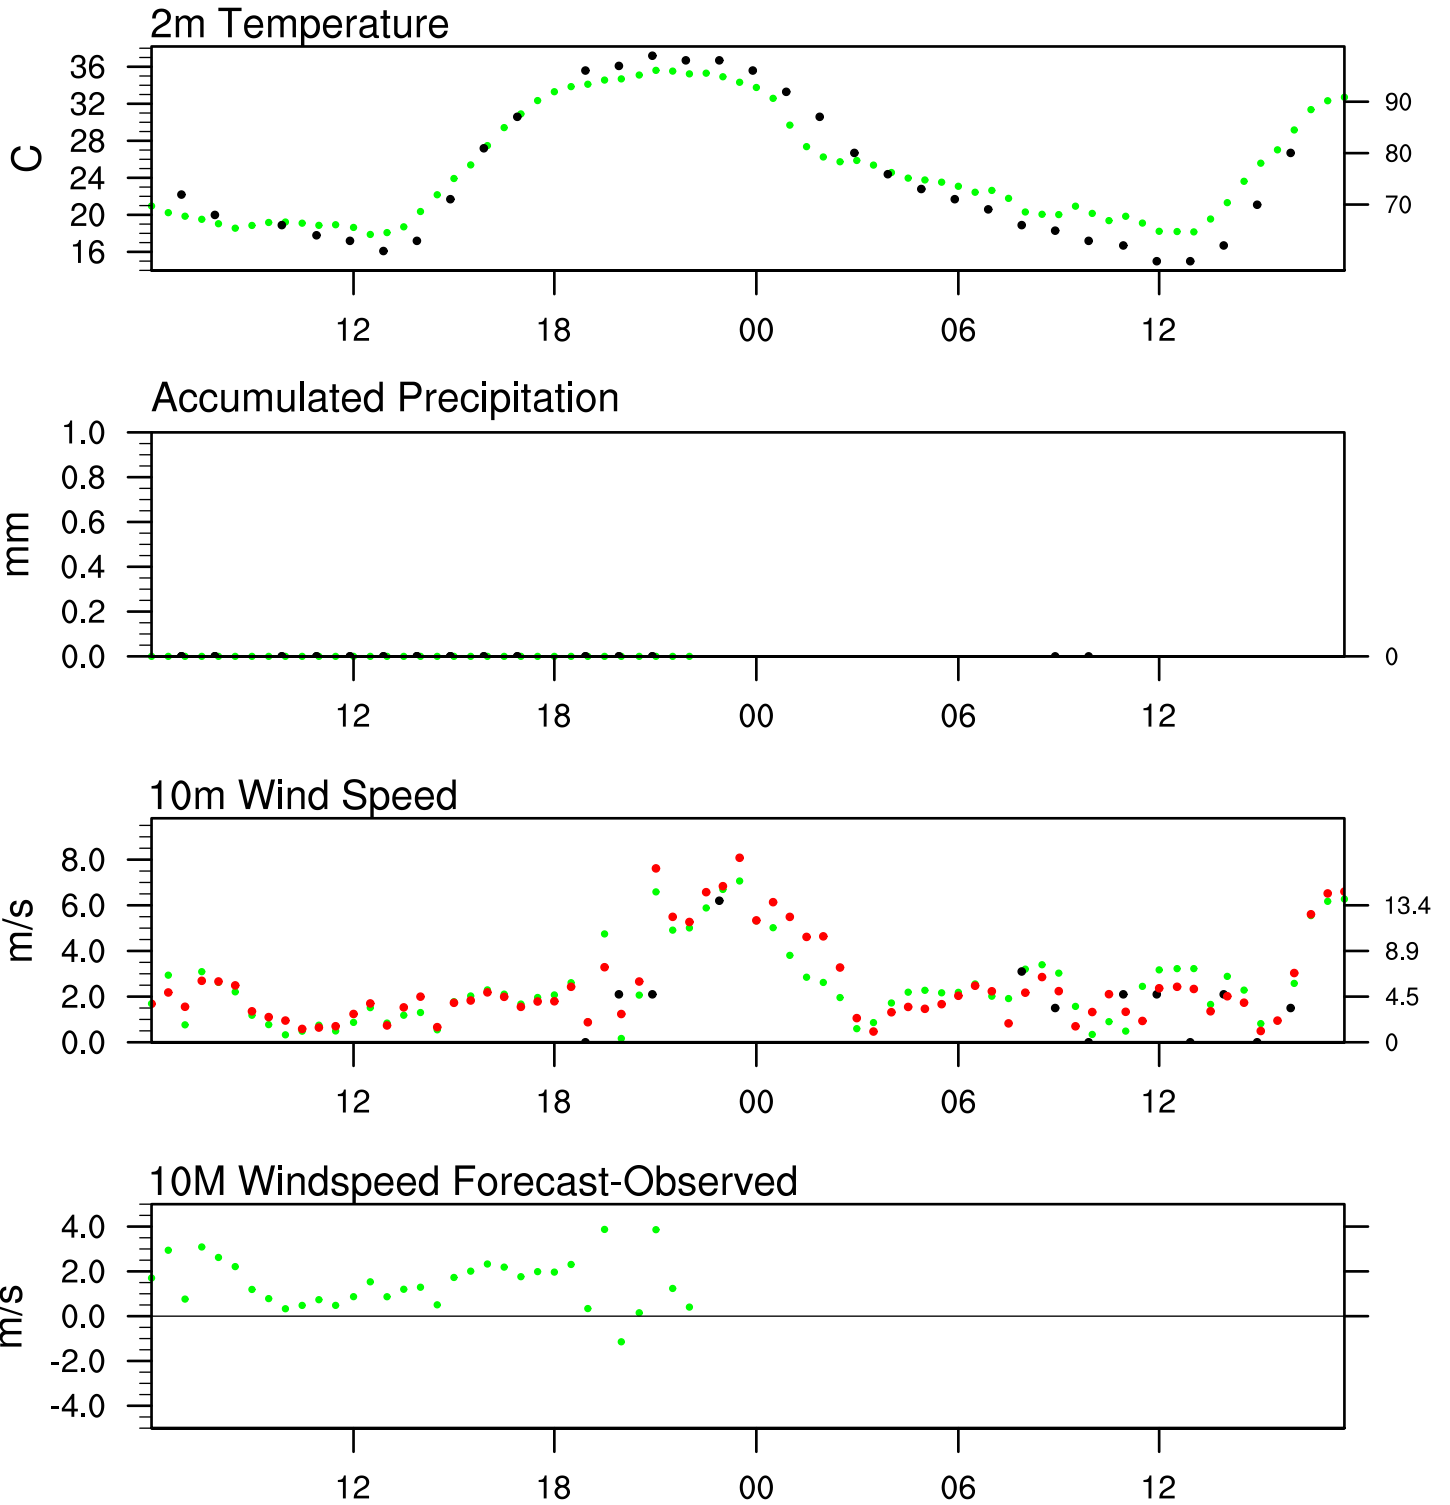 2m Temperature
36
32
28
24
20
16
C
90
80
70
12 18 00 06 12
Accumulated Precipitation
1.0
0.8
0.6
0.4
0.2
0.0
mm
0
12 18 00 06 12
10m Wind Speed
8.0
6.0
4.0
2.0
0.0
m/s
13.4
8.9
4.5
0
12 18 00 06 12
10M Windspeed Forecast-Observed
4.0
2.0
0.0
-2.0
-4.0
m/s
12 18 00 06 12